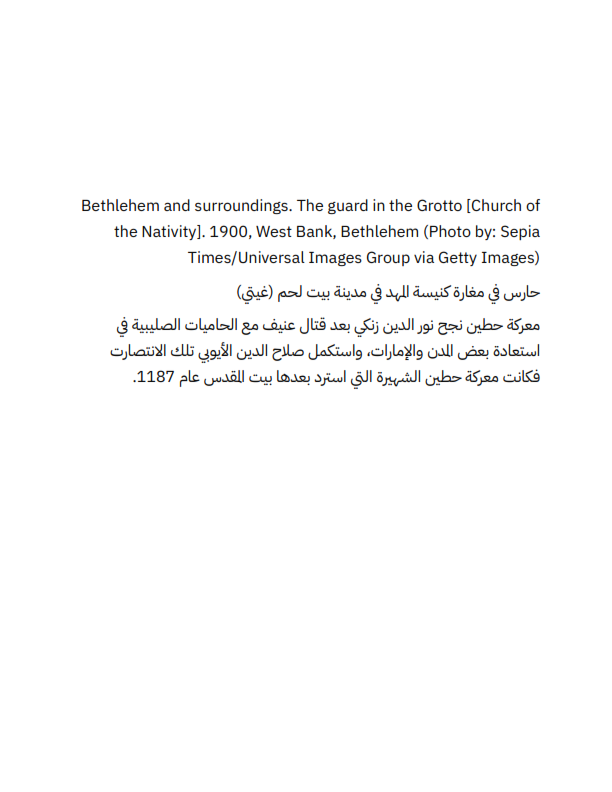 Bethlehem and surroundings. The guard in the Grotto [Church of
the Nativity]. 1900, West Bank, Bethlehem (Photo by: Sepia
Times/Universal Images Group via Getty Images)
حارس في مغارة كنيسة المهد في مدينة بيت لحم (غيتي)
معركة حطين نجح نور الدين زنكي بعد قتال عنيف مع الحاميات الصليبية في
استعادة بعض المدن والإمارات، واستكمل صلاح الدين الأيوبي تلك الانتصارت
فكانت معركة حطين الشهيرة التي استرد بعدها بيت المقدس عام 1187.